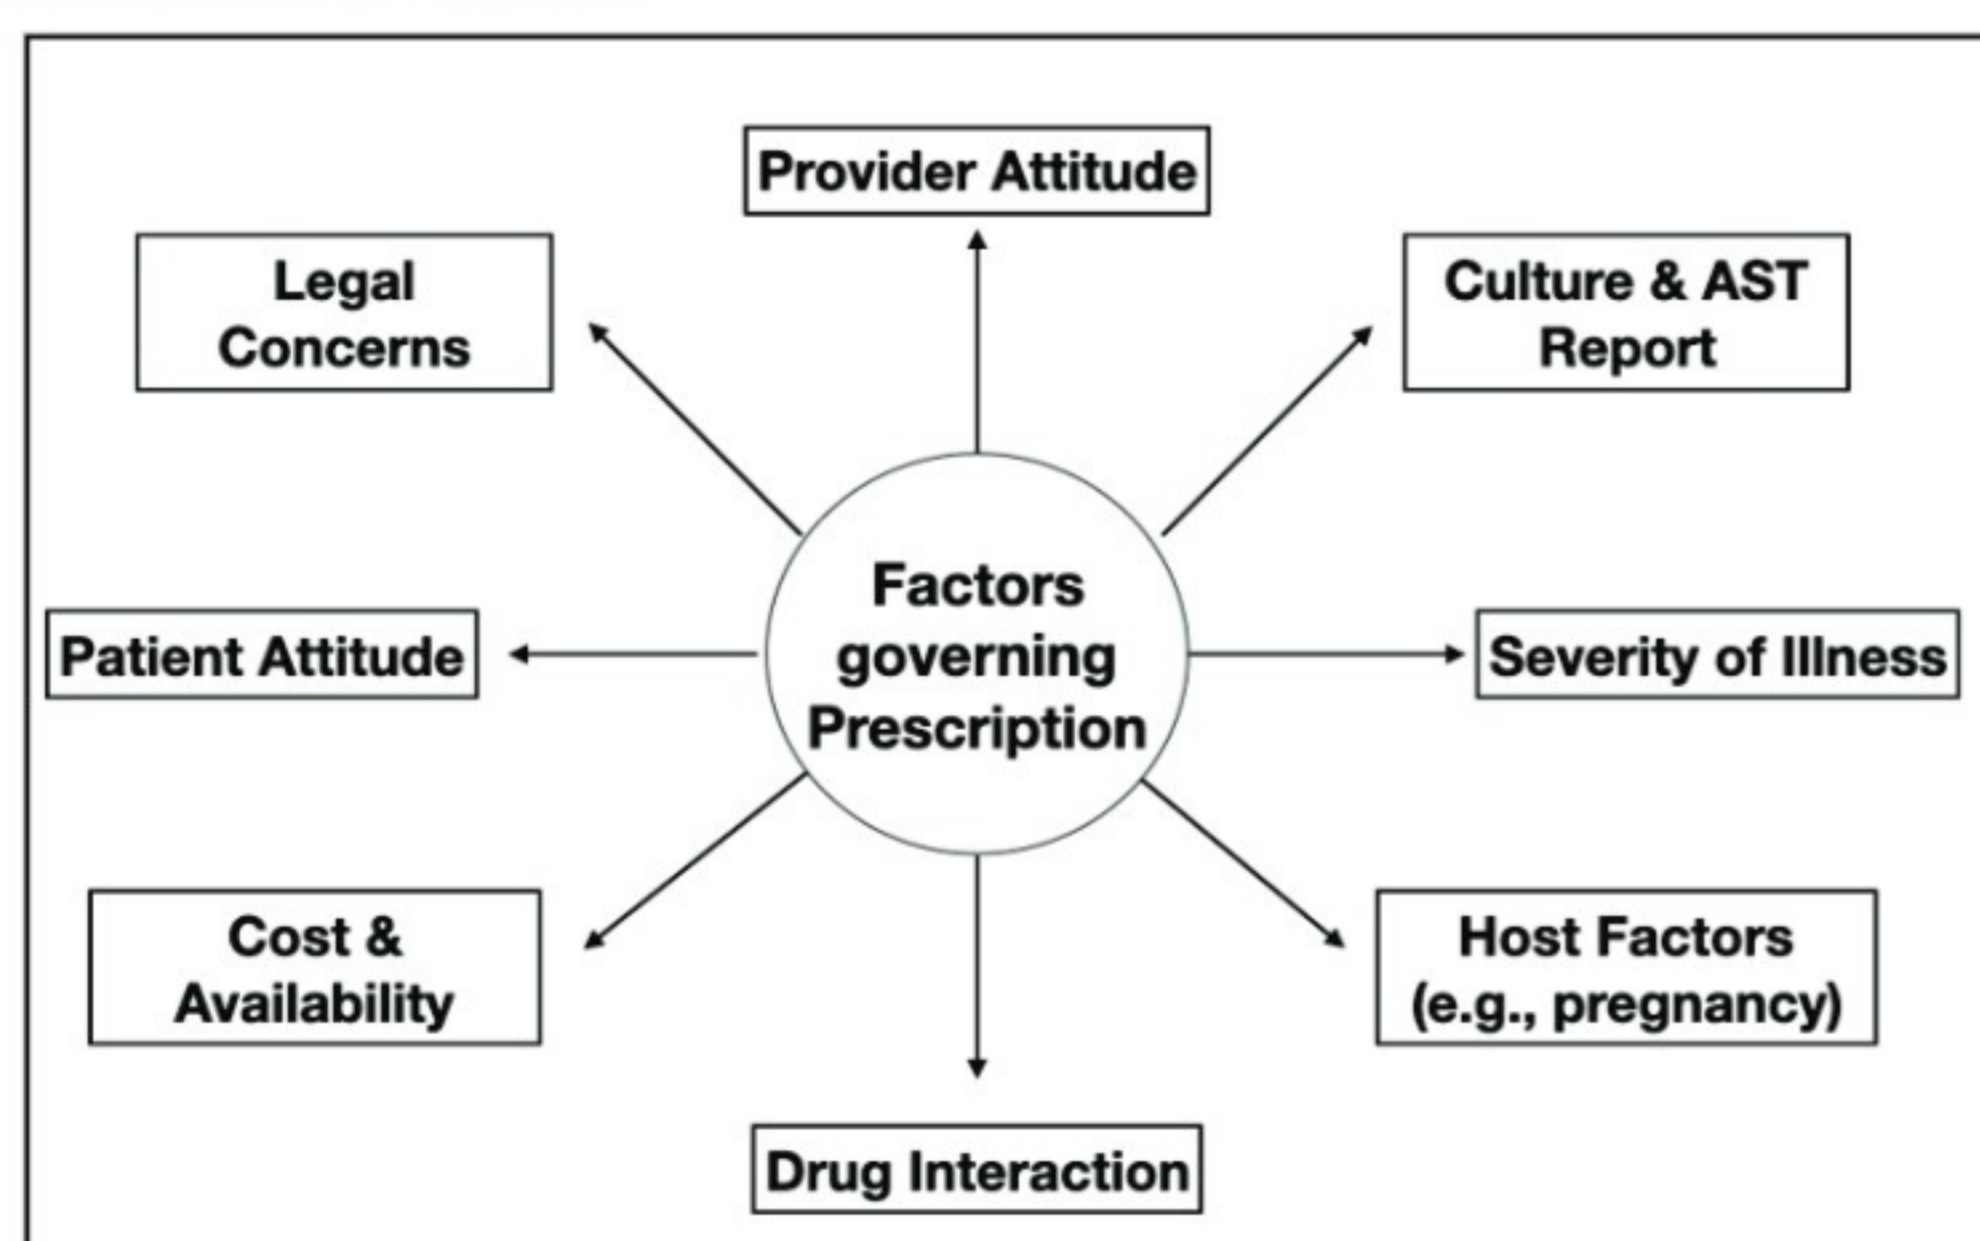 Provider Attitude
Legal
Concerns
Culture & AST
Report
Factors
governing
Prescription
Patient Attitude
Severity of Illness
Cost &
Availability
Host Factors
(e.g., pregnancy)
Drug Interaction